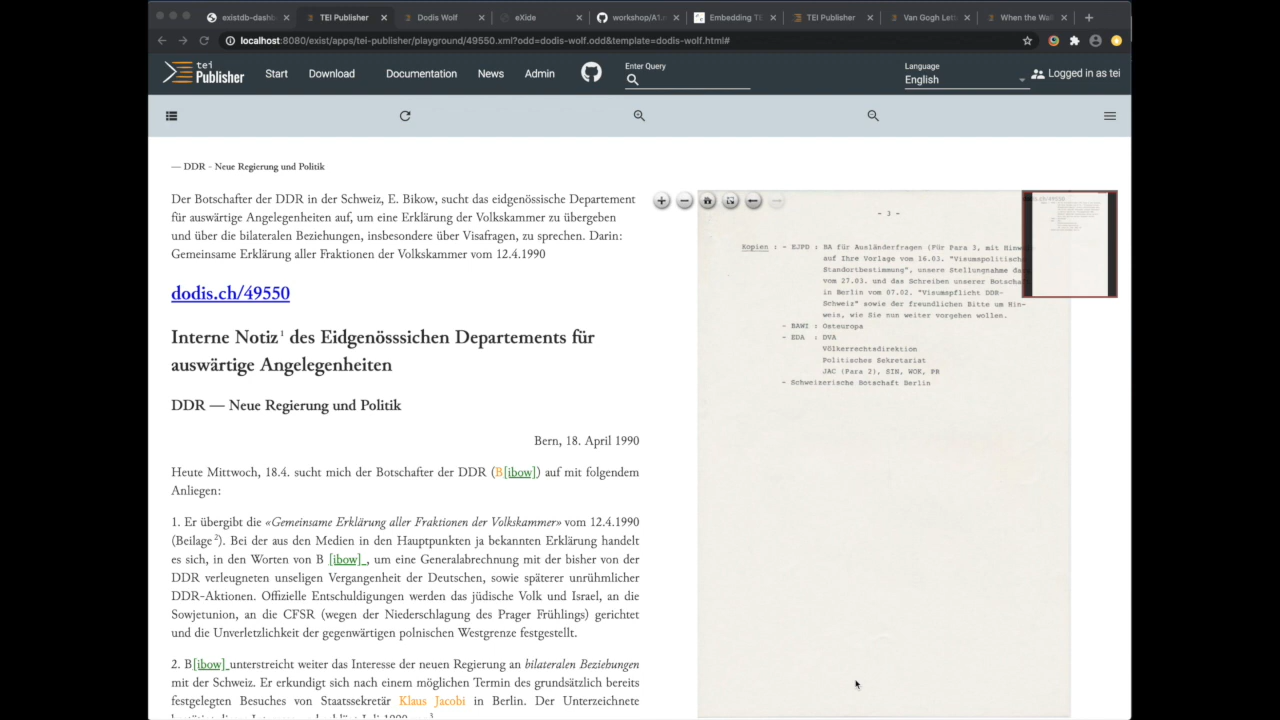 existdb-dash
TEI Publisher
Dodis Wolf
eXide
workshop/A1.
Embedding TE
TEI Publisher
Van Gogh Let
When the Wa
localhost:8080/exist/apps/tei-publisher/playground/49550.xml?odd=dodis-wolf.odd&template=dodis-wolf.html#
tei Publisher
Start
Download
Documentation
News
Admin
Enter Query
Language
English
Logged in as tei
— DDR - Neue Regierung und Politik
Der Botschafter der DDR in der Schweiz, E. Bikow, sucht das eidgenössische Departement
für auswärtige Angelegenheiten auf, um eine Erklärung der Volkskammer zu übergeben
und über die bilateralen Beziehungen, insbesondere über Visafragen, zu sprechen. Darin:
Gemeinsame Erklärung aller Fraktionen der Volkskammer vom 12.4.1990
dodis.ch/49550
Interne Notiz1 des Eidgenösssichen Departements für
auswärtige Angelegenheiten
DDR — Neue Regierung und Politik
Bern, 18. April 1990
Heute Mittwoch, 18.4. sucht mich der Botschafter der DDR (B[ibow]) auf mit folgendem
Anliegen:
1. Er übergibt die «Gemeinsame Erklärung aller Fraktionen der Volkskammer» vom 12.4.1990
(Beilage2). Bei der aus den Medien in den Hauptpunkten ja bekannten Erklärung handelt
es sich, in den Worten von B [ibow] , um eine Generalabrechnung mit der bisher von der
DDR verleugneten unseligen Vergangenheit der Deutschen, sowie späterer unrühmlicher
DDR-Aktionen. Offizielle Entschuldigungen werden das jüdische Volk und Israel, an die
Sowjetunion, an die CFSR (wegen der Niederschlagung des Prager Frühlings) gerichtet
und die Unverletzlichkeit der gegenwärtigen polnischen Westgrenze festgestellt.
2. B[ibow] unterstreicht weiter das Interesse der neuen Regierung an bilateralen Beziehungen
mit der Schweiz. Er erkundigt sich nach einem möglichen Termin des grundsätzlich bereits
festgelegten Besuches von Staatssekretär Klaus Jacobi in Berlin. Der Unterzeichnete
- 3 -
Kopien : - EJPD : BA für Ausländerfragen (Für Para 3, mit Hinw
auf Ihre Vorlage vom 16.03. "Visumspolitisch
Standortbestimmung", unsere Stellungnahme da
vom 27.03. und das Schreiben unserer Botscha
in Berlin vom 07.02. "Visumspflicht DDR-
Schweiz" sowie der freundlichen Bitte um Hin-
weis, wie Sie nun weiter vorgehen wollen.
- BAWI : Osteuropa
- EDA : DVA
Völkerrechtsdirektion
Politisches Sekretariat
JAC (Para 2), SIN, WOK, PR
- Schweizerische Botschaft Berlin